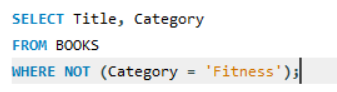 SELECT Title, Category
FROM BOOKS
WHERE NOT (Category = 'Fitness');